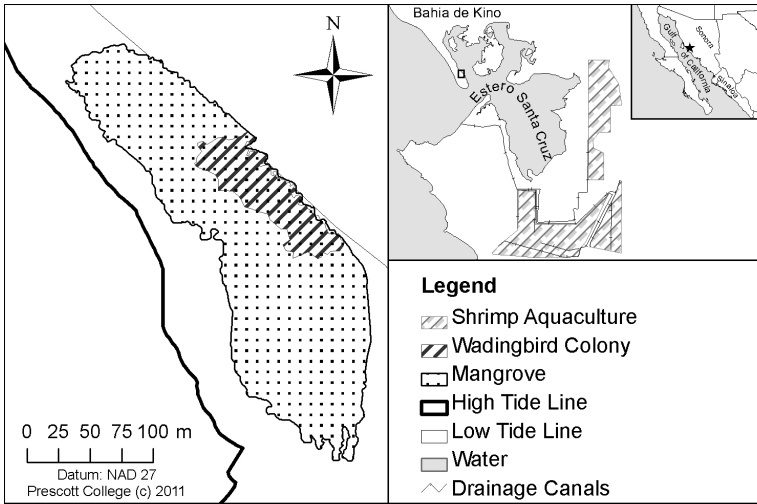 N
0 25 50 75 100 m
Datum: NAD 27
Prescott College (c) 2011
Bahia de Kino
Estero Santa Cruz
Gulf of California
Sonora
Sinaloa
Legend
Shrimp Aquaculture
Wadingbird Colony
Mangrove
High Tide Line
Low Tide Line
Water
Drainage Canals